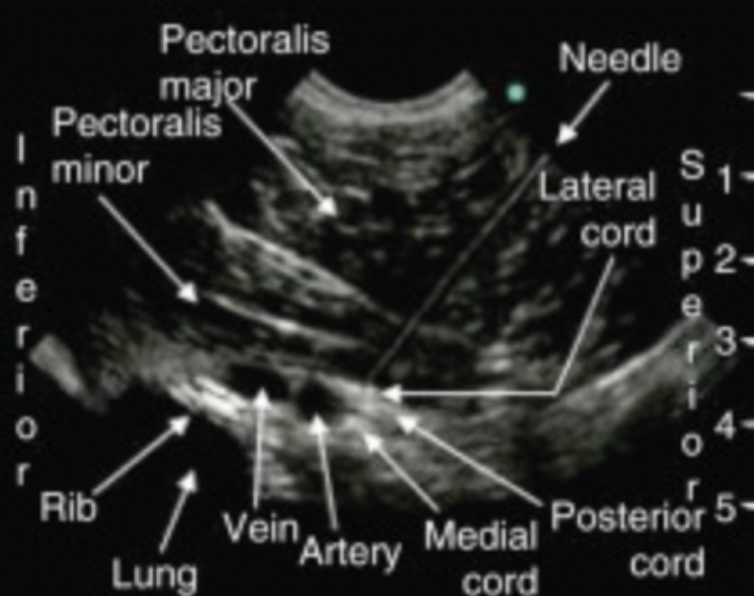 Pectoralis
major
Needle
Pectoralis
minor
Inferior
Lateral
cord
Superior
1
2
3
4
5
Rib
Lung
Vein
Artery
Medial
cord
Posterior
cord